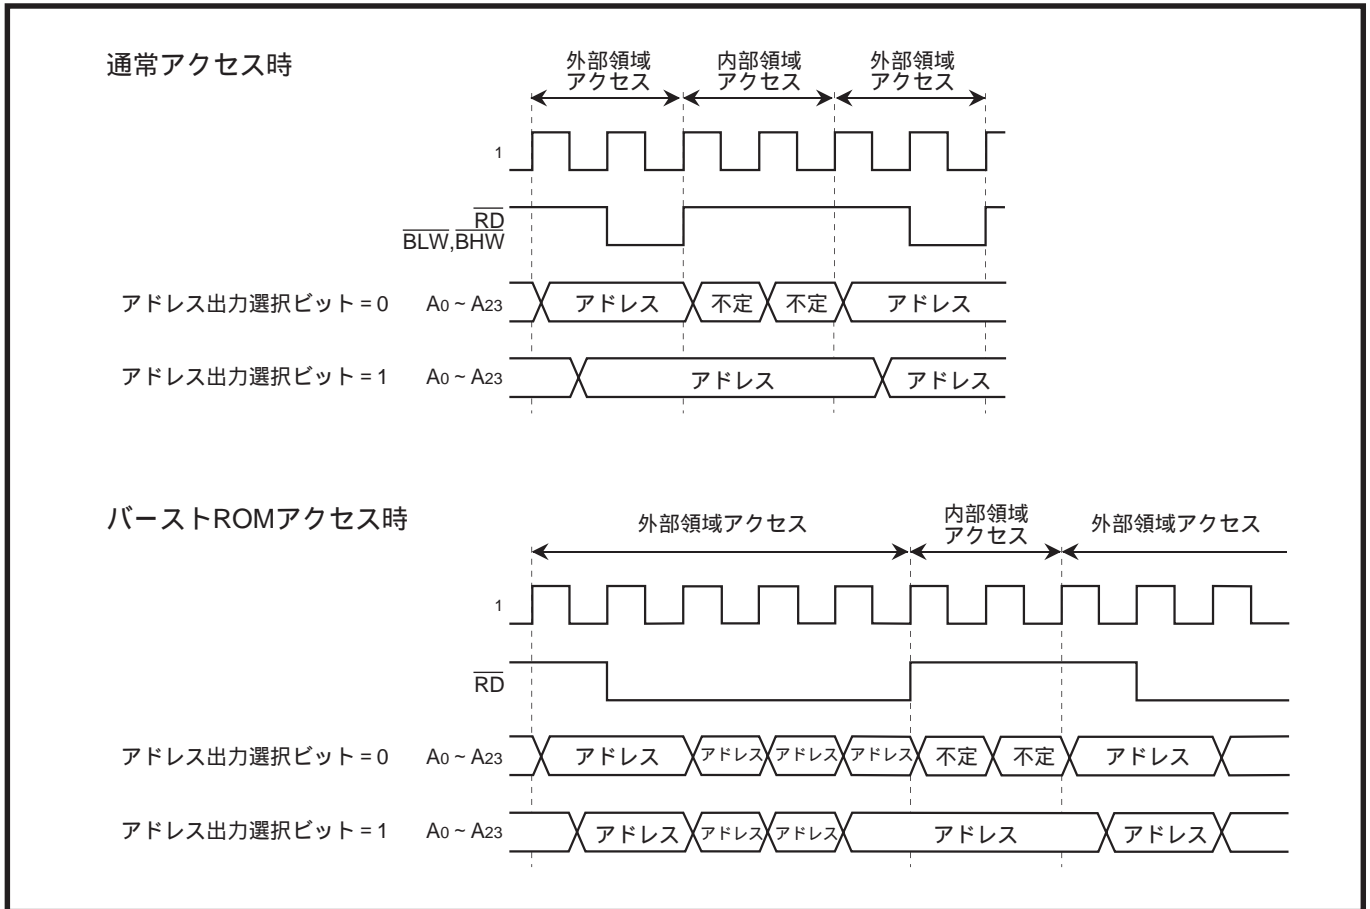 通常アクセス時
外部領域
アクセス
内部領域
アクセス
外部領域
アクセス
1
RD
BLW,BHW
アドレス出力選択ビット = 0 A0 ~ A23 アドレス 不定 不定 アドレス
アドレス出力選択ビット = 1 A0 ~ A23 アドレス アドレス
バーストROMアクセス時
外部領域アクセス
内部領域
アクセス
外部領域アクセス
1
RD
アドレス出力選択ビット = 0 A0 ~ A23 アドレス アドレス アドレス アドレス 不定 不定 アドレス
アドレス出力選択ビット = 1 A0 ~ A23 アドレス アドレス アドレス アドレス アドレス